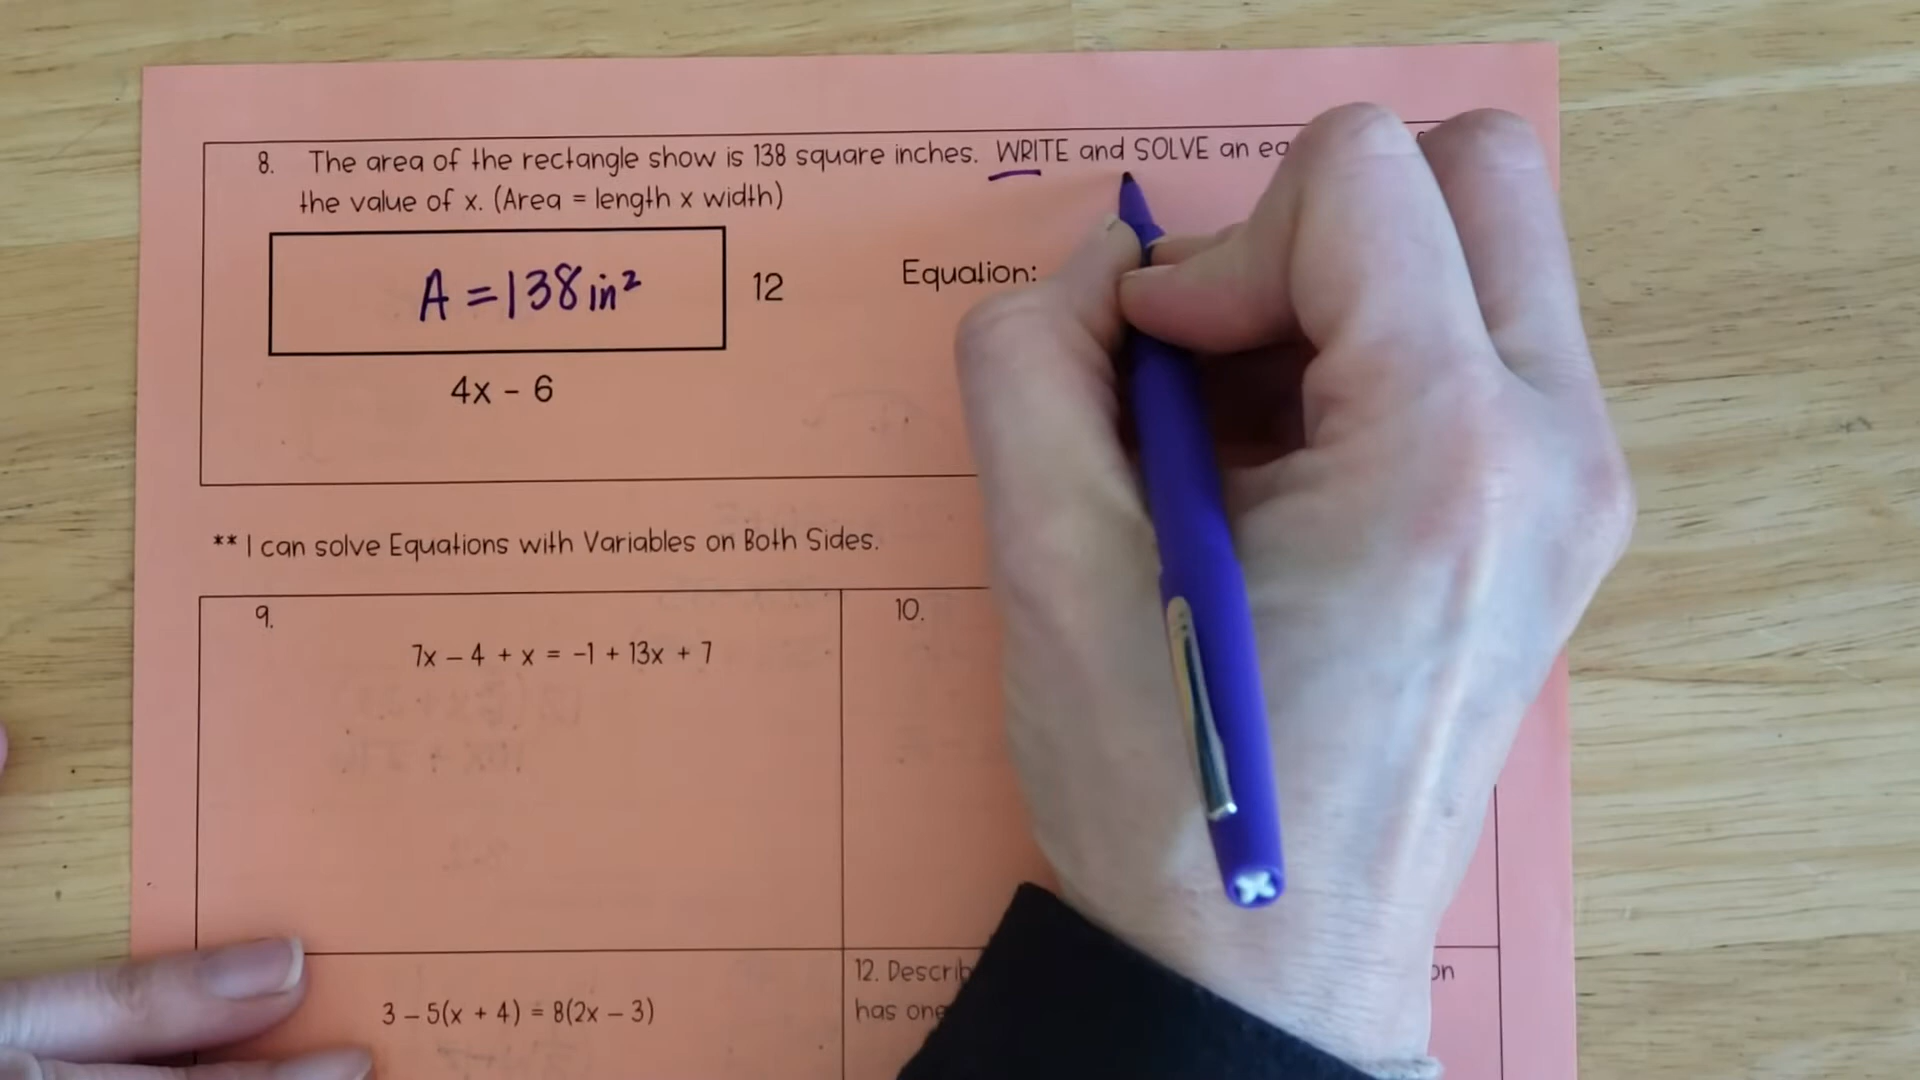 8. The area of the rectangle show is 138 square inches. WRITE and SOLVE an
the value of x. (Area = length x width)
A = 138 in²
12
Equation:
4x - 6
** I can solve Equations with Variables on Both Sides.
9.
10.
7x – 4 + x = -1 + 13x + 7
12. Describ
on
3 – 5(x + 4) = 8(2x – 3)
has one